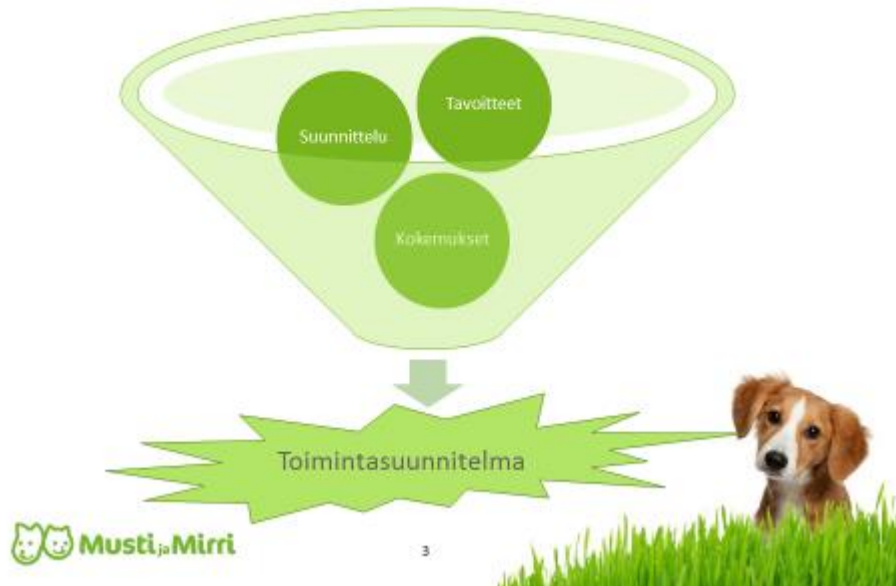 Tavoitteet
Suunnittelu
Kokemukset
Toimintasuunnitelma
Musti ja Mirri
3